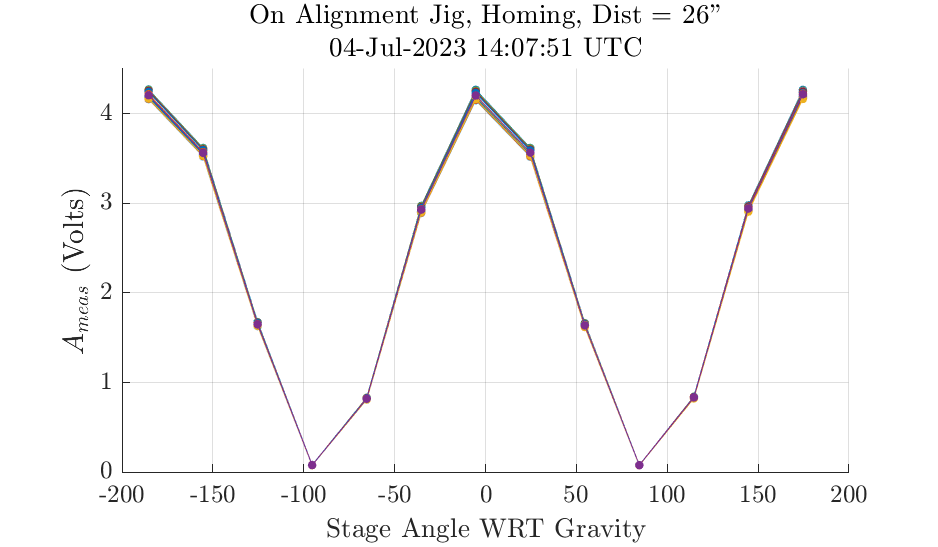 On Alignment Jig, Homing, Dist = 26”
04-Jul-2023 14:07:51 UTC
4
3
2
1
0
A_meas (Volts)
-200 -150 -100 -50 0 50 100 150 200
Stage Angle WRT Gravity